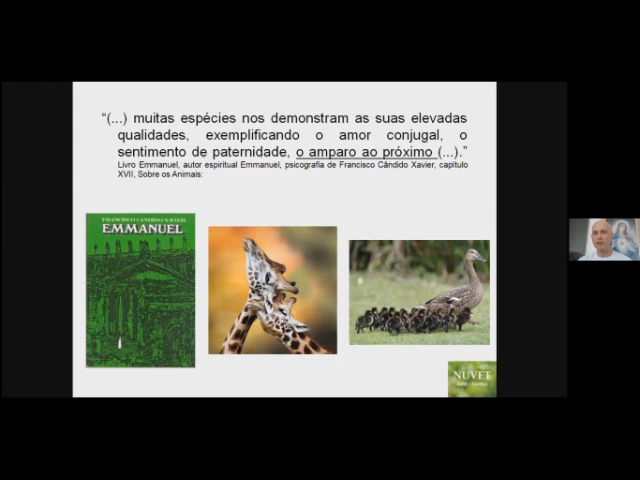 “(...) muitas espécies nos demonstram as suas elevadas
qualidades, exemplificando o amor conjugal, o
sentimento de paternidade, o amparo ao próximo (...).”
Livro Emmanuel, autor espiritual Emmanuel, psicografia de Francisco Cândido Xavier, capítulo
XVII, Sobre os Animais:
FRANCISCO CÂNDIDO XAVIER
EMMANUEL
NUVET